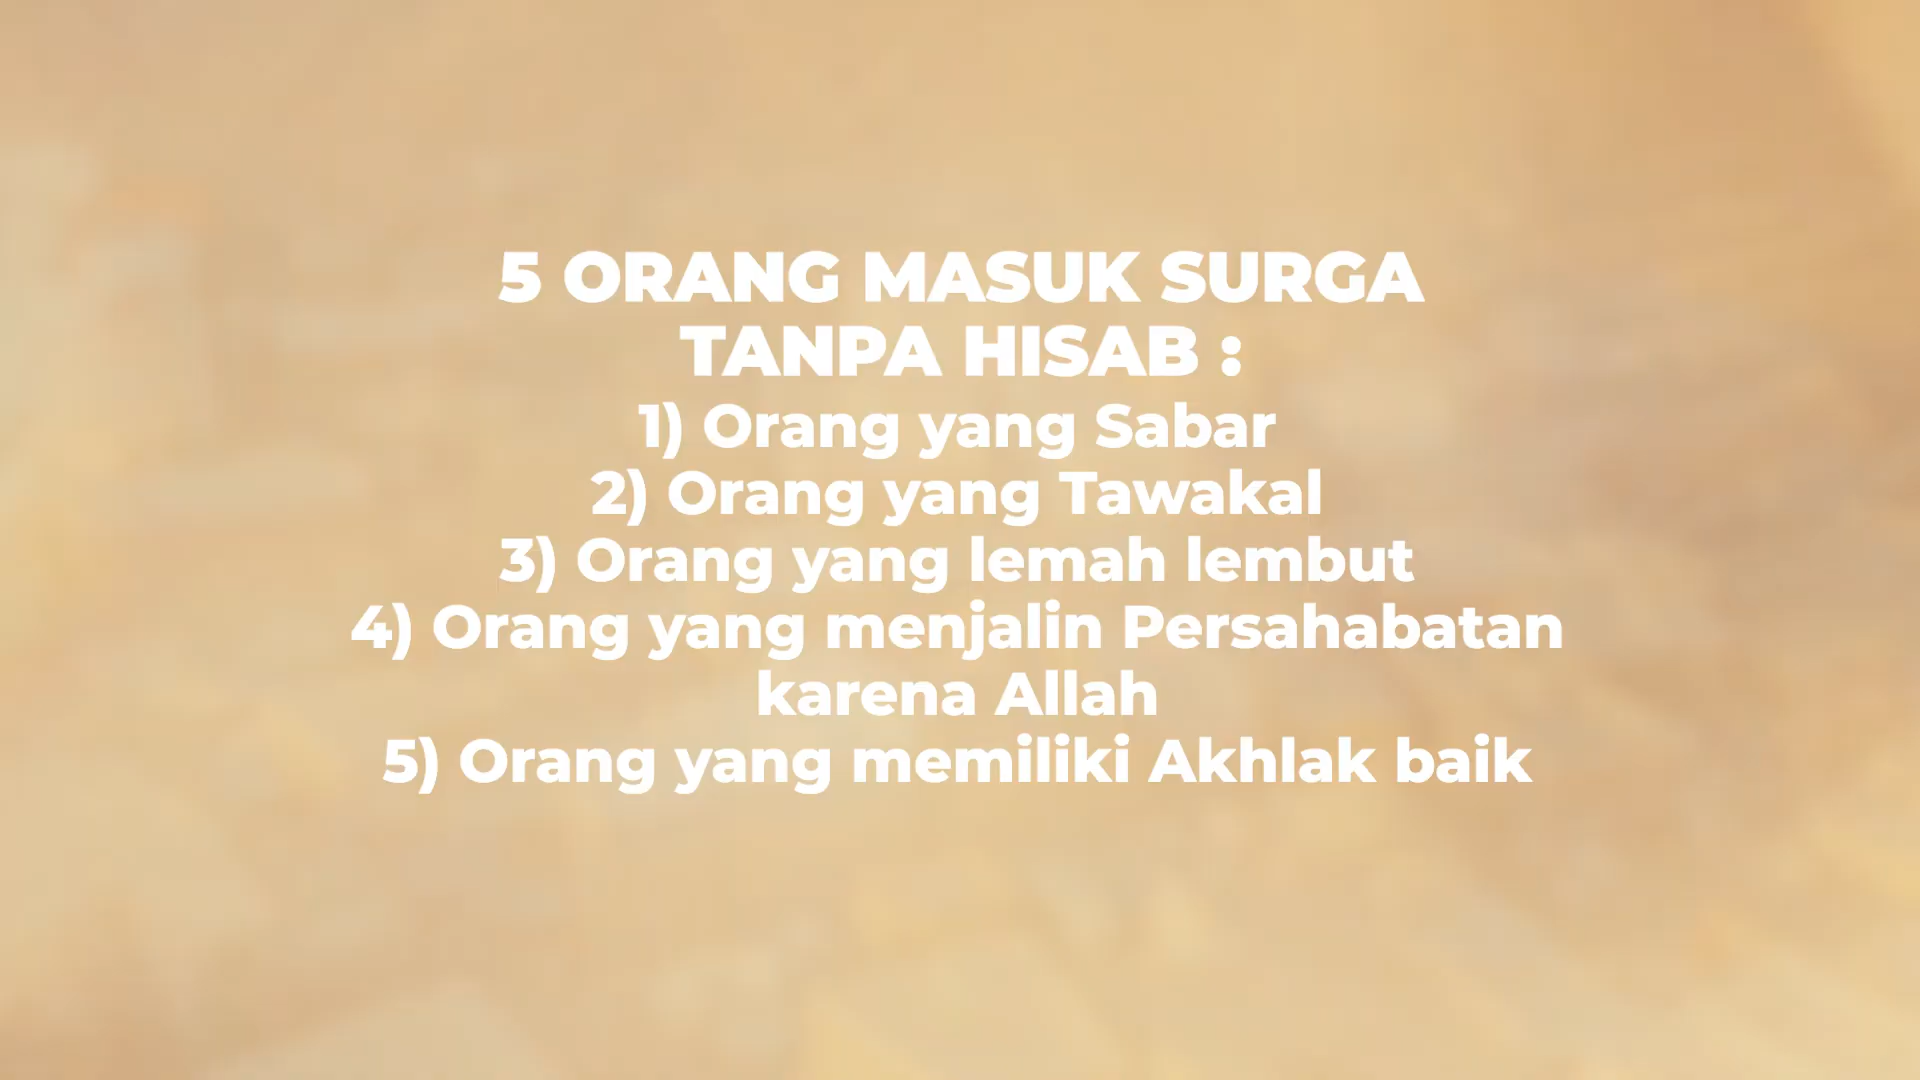 5 ORANG MASUK SURGA
TANPA HISAB :
1) Orang yang Sabar
2) Orang yang Tawakal
3) Orang yang lemah lembut
4) Orang yang menjalin Persahabatan
karena Allah
5) Orang yang memiliki Akhlak baik